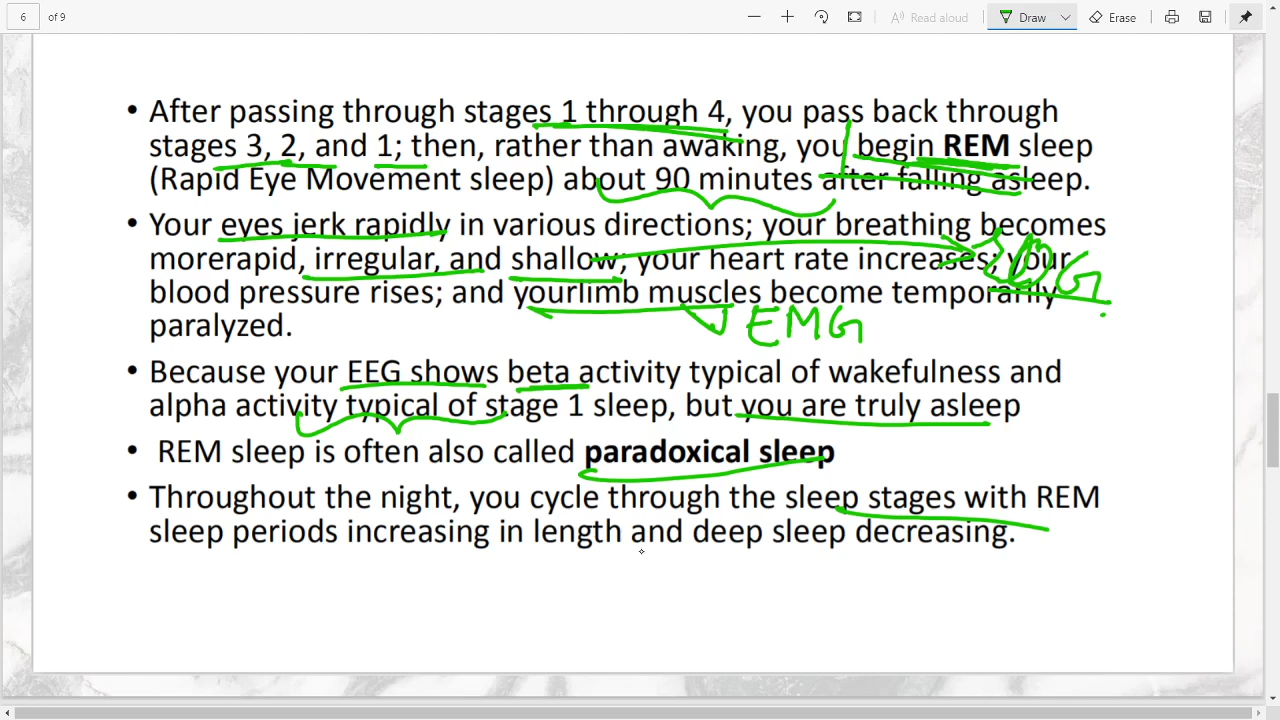 6 of 9
Read aloud
Draw
Erase
• After passing through stages 1 through 4, you pass back through
stages 3, 2, and 1; then, rather than awaking, you begin REM sleep
(Rapid Eye Movement sleep) about 90 minutes after falling asleep.
• Your eyes jerk rapidly in various directions; your breathing becomes
morerapid, irregular, and shallow; your heart rate increases; your
blood pressure rises; and yourlimb muscles become temporarily
paralyzed.
EMG
• Because your EEG shows beta activity typical of wakefulness and
alpha activity typical of stage 1 sleep, but you are truly asleep
• REM sleep is often also called paradoxical sleep
• Throughout the night, you cycle through the sleep stages with REM
sleep periods increasing in length and deep sleep decreasing.